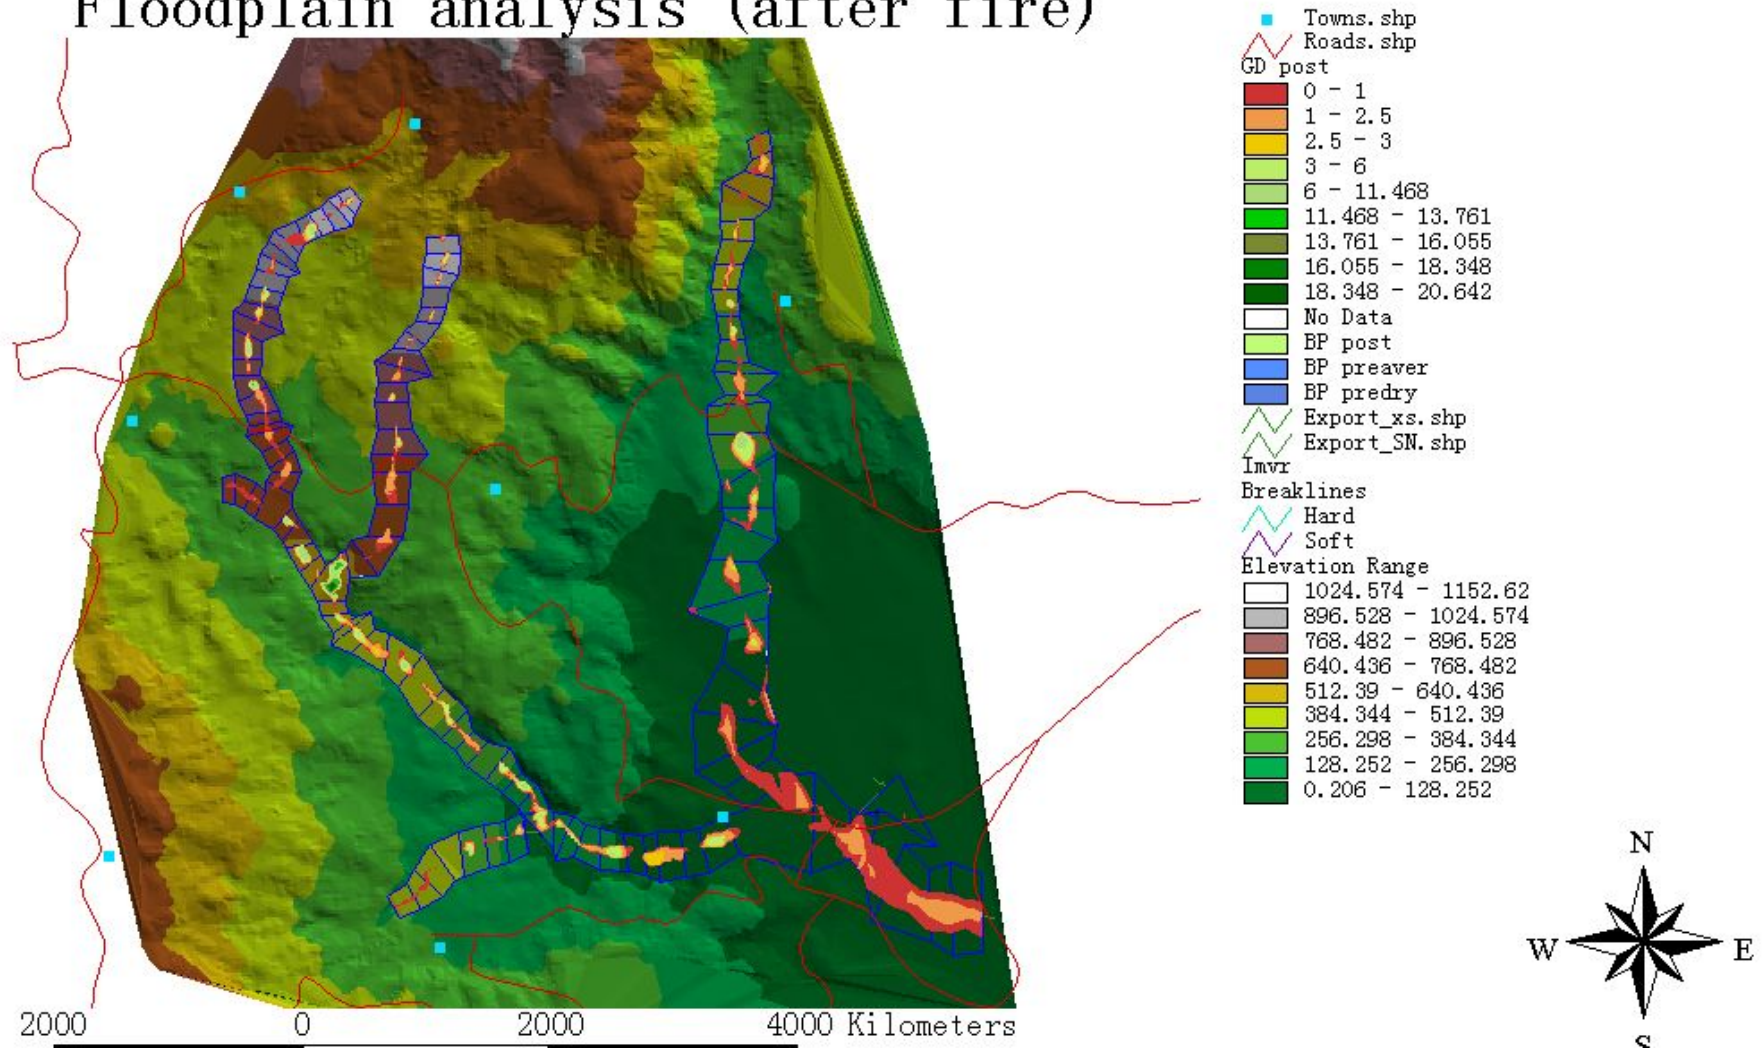 Floodplain analysis (after fire)
Towns.shp
Roads.shp
GD post
0 - 1
1 - 2.5
2.5 - 3
3 - 6
6 - 11.468
11.468 - 13.761
13.761 - 16.055
16.055 - 18.348
18.348 - 20.642
No Data
BP post
BP preaver
BP predry
Export_xs.shp
Export_SN.shp
Imvr
Breaklines
Hard
Soft
Elevation Range
1024.574 - 1152.62
896.528 - 1024.574
768.482 - 896.528
640.436 - 768.482
512.39 - 640.436
384.344 - 512.39
256.298 - 384.344
128.252 - 256.298
0.206 - 128.252
N
W E
S
2000 0 2000 4000 Kilometers